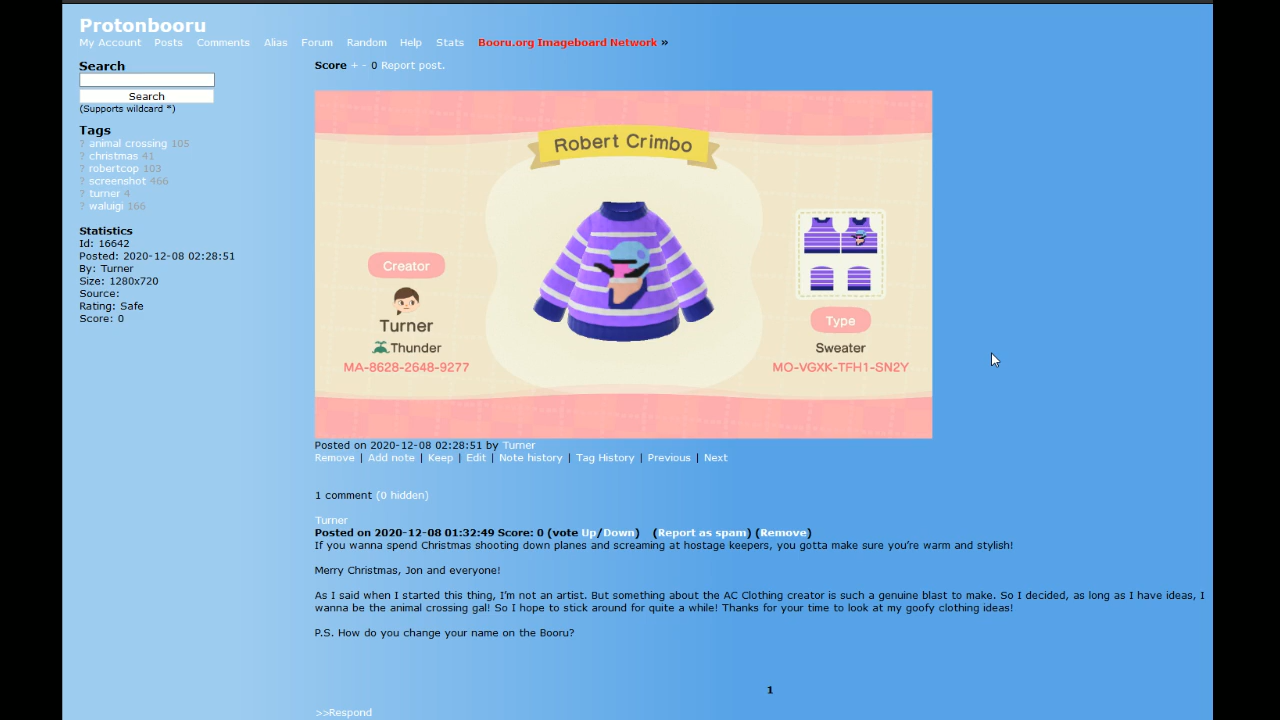 Protonbooru
My Account Posts Comments Alias Forum Random Help Stats Booru.org Imageboard Network »
Search
Search
(Supports wildcard *)
Tags
? animal crossing 105
? christmas 41
? robertcop 103
? screenshot 466
? turner 4
? waluigi 166
Statistics
Id: 16642
Posted: 2020-12-08 02:28:51
By: Turner
Size: 1280x720
Source:
Rating: Safe
Score: 0
Score + - 0 Report post.
Robert Crimbo
Creator
Turner
Thunder
MA-8628-2648-9277
Type
Sweater
MO-VGXK-TFH1-SN2Y
Posted on 2020-12-08 02:28:51 by Turner
Remove | Add note | Keep | Edit | Note history | Tag History | Previous | Next
1 comment (0 hidden)
Turner
Posted on 2020-12-08 01:32:49 Score: 0 (vote Up/Down) (Report as spam) (Remove)
If you wanna spend Christmas shooting down planes and screaming at hostage keepers, you gotta make sure you’re warm and stylish!
Merry Christmas, Jon and everyone!
As I said when I started this thing, I’m not an artist. But something about the AC Clothing creator is such a genuine blast to make. So I decided, as long as I have ideas, I
wanna be the animal crossing gal! So I hope to stick around for quite a while! Thanks for your time to look at my goofy clothing ideas!
P.S. How do you change your name on the Booru?
1
>>Respond